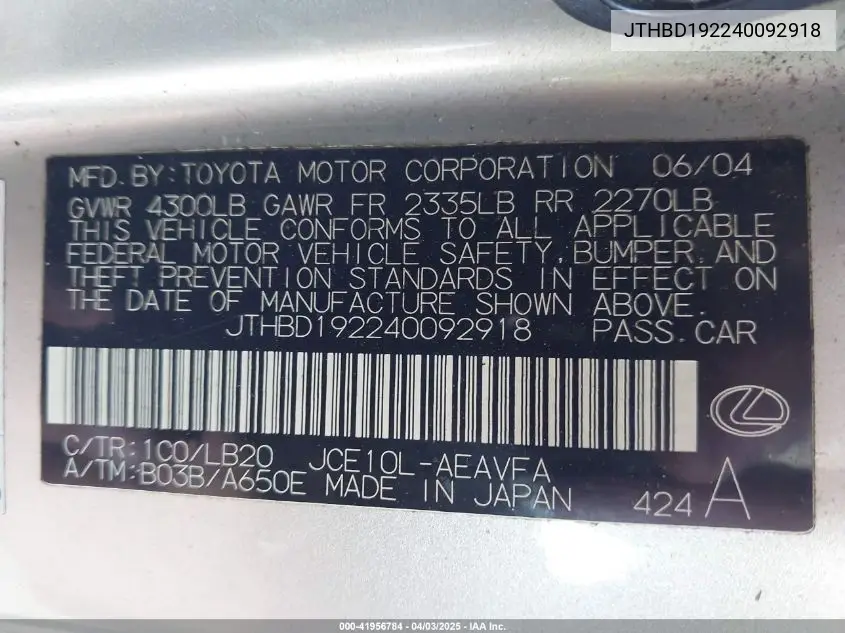 JTHBD192240092918
MFD. BY: TOYOTA MOTOR CORPORATION 06/04
GVWR 4300LB GAWR FR 2335LB RR 2270LB
THIS VEHICLE CONFORMS TO ALL APPLICABLE
FEDERAL MOTOR VEHICLE SAFETY, BUMPER, AND
THEFT PREVENTION STANDARDS IN EFFECT ON
THE DATE OF MANUFACTURE SHOWN ABOVE.
JTHBD192240092918 PASS. CAR
C/TR: 1C0/LB20 JCE10L-AEAVFA
A/TM: B03B/A650E MADE IN JAPAN 424 A
000-41956784 - 04/03/2025 - IAA Inc.